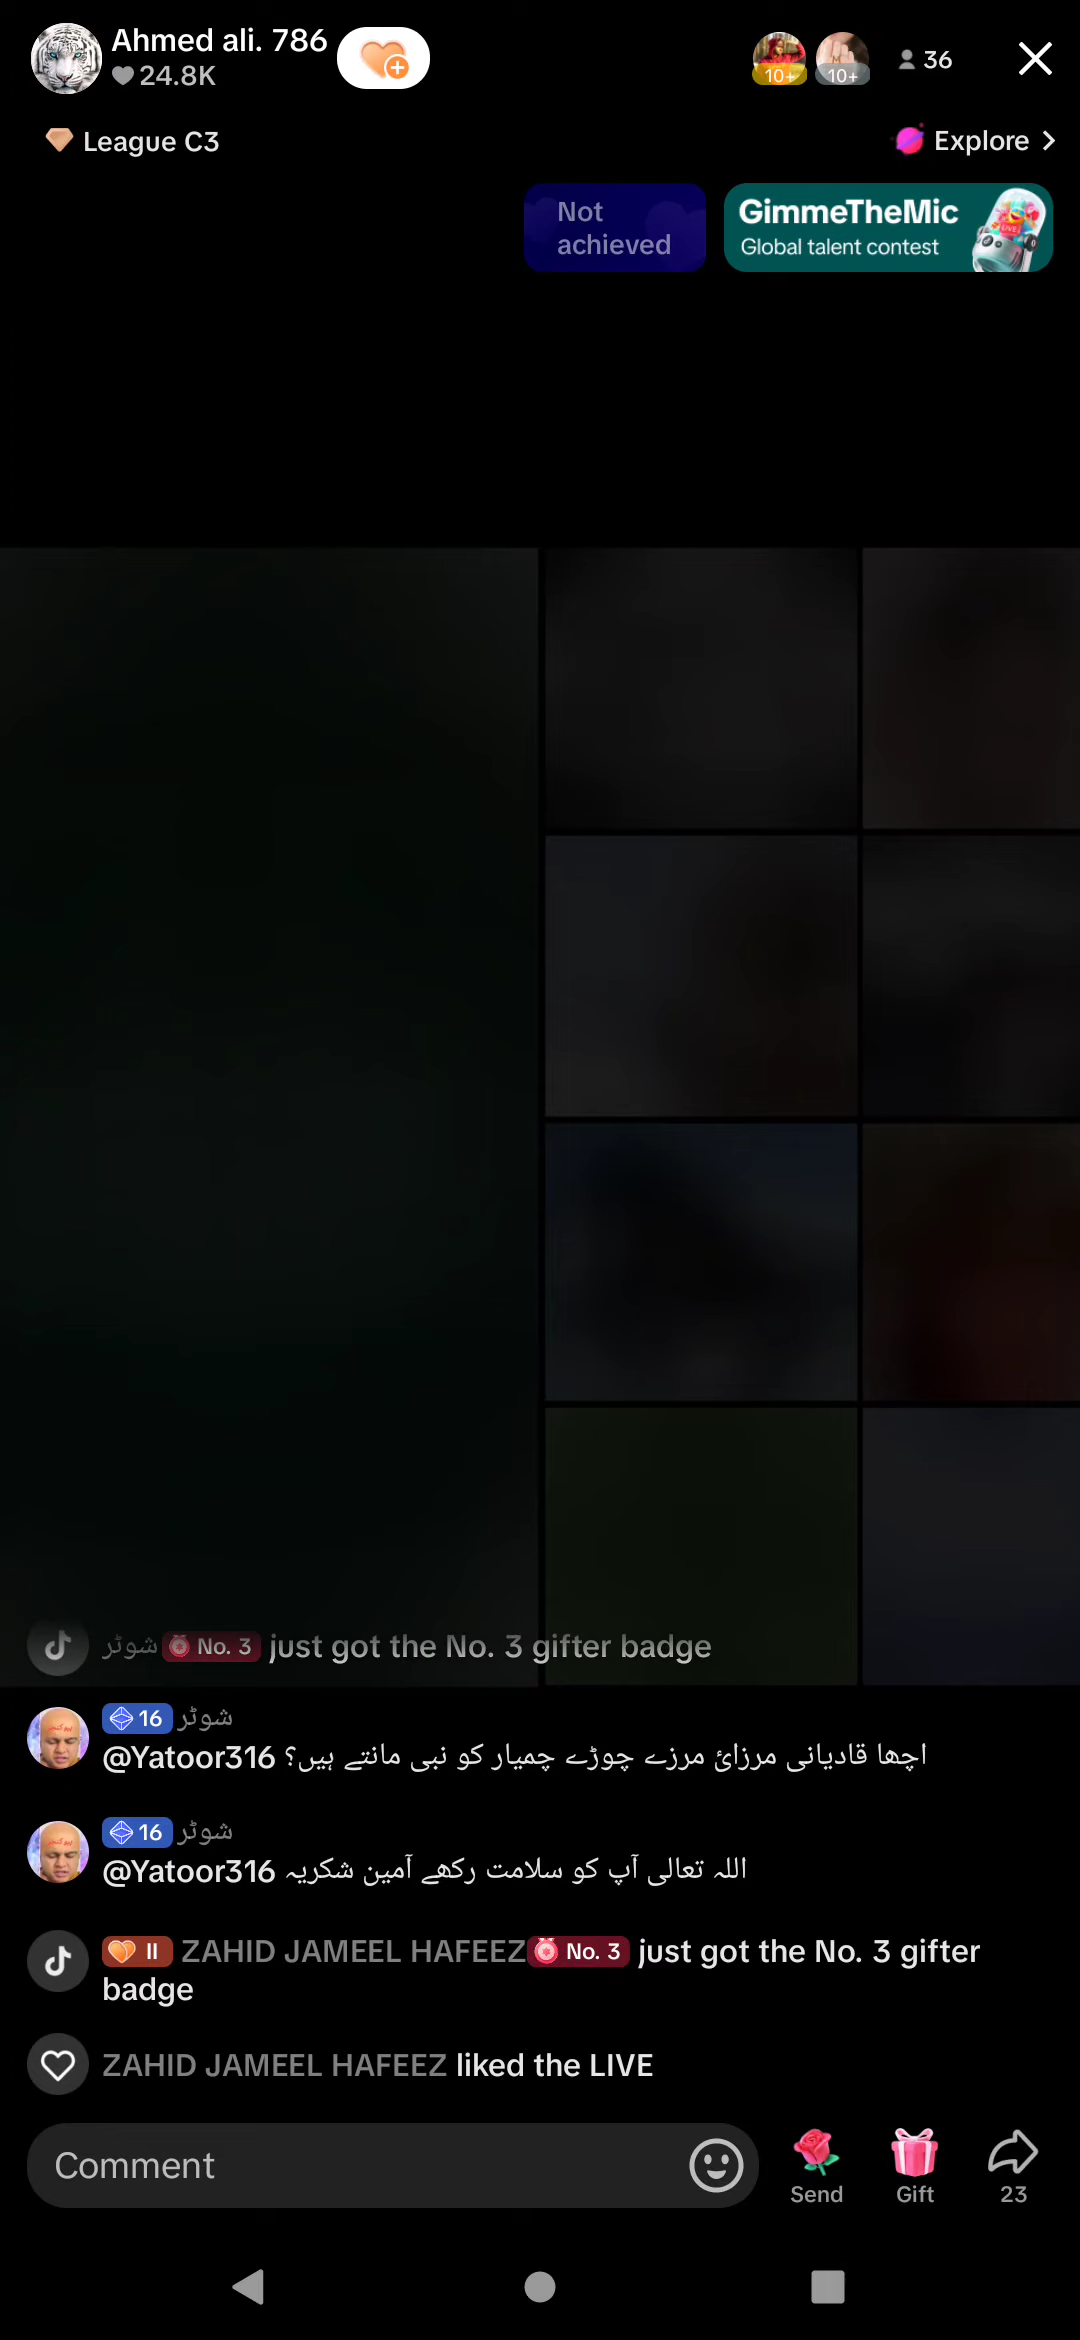 Ahmed ali. 786
24.8K
10+
10+
36
League C3
Explore
Not
achieved
GimmeTheMic
Global talent contest
LIVE
شوٹر No. 3 just got the No. 3 gifter badge
16 شوٹر
@Yatoor316 اچھا قادیانی مرزائ مرزے چوڑے چمیار کو نبی مانتے ہیں؟
16 شوٹر
@Yatoor316 اللہ تعالی آپ کو سلامت رکھے آمین شکریہ
II ZAHID JAMEEL HAFEEZ No. 3 just got the No. 3 gifter
badge
ZAHID JAMEEL HAFEEZ liked the LIVE
Comment
Send
Gift
23